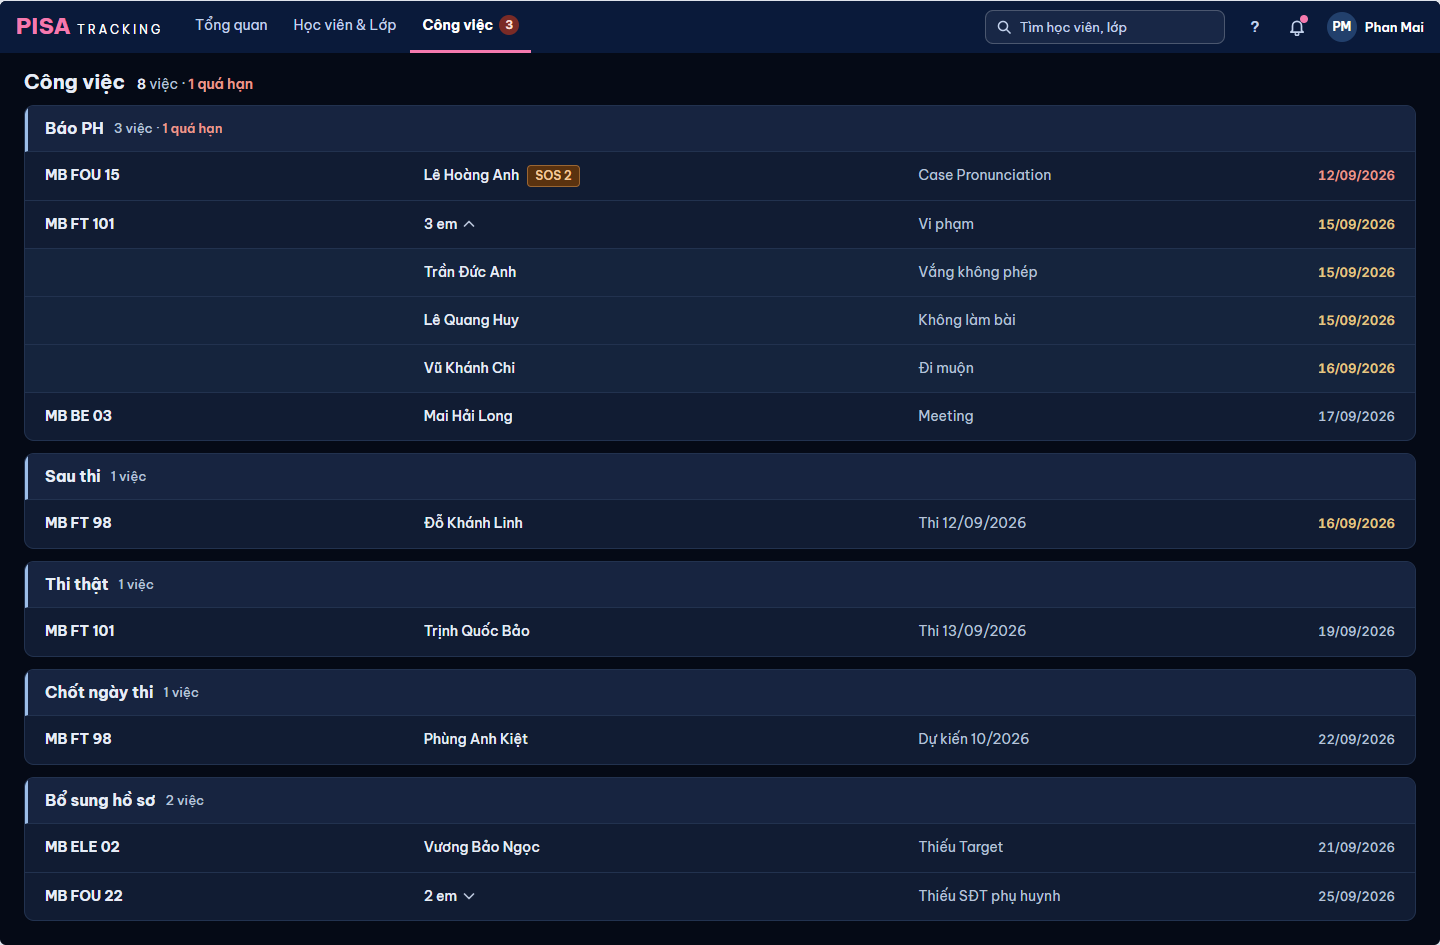 PISA TRACKING Tổng quan Học viên & Lớp Công việc 3 Tìm học viên, lớp ? PM Phan Mai
Công việc 8 việc · 1 quá hạn
Báo PH 3 việc · 1 quá hạn
MB FOU 15 Lê Hoàng Anh SOS 2 Case Pronunciation 12/09/2026
MB FT 101 3 em Vi phạm 15/09/2026
Trần Đức Anh Vắng không phép 15/09/2026
Lê Quang Huy Không làm bài 15/09/2026
Vũ Khánh Chi Đi muộn 16/09/2026
MB BE 03 Mai Hải Long Meeting 17/09/2026
Sau thi 1 việc
MB FT 98 Đỗ Khánh Linh Thi 12/09/2026 16/09/2026
Thi thật 1 việc
MB FT 101 Trịnh Quốc Bảo Thi 13/09/2026 19/09/2026
Chốt ngày thi 1 việc
MB FT 98 Phùng Anh Kiệt Dự kiến 10/2026 22/09/2026
Bổ sung hồ sơ 2 việc
MB ELE 02 Vương Bảo Ngọc Thiếu Target 21/09/2026
MB FOU 22 2 em Thiếu SĐT phụ huynh 25/09/2026